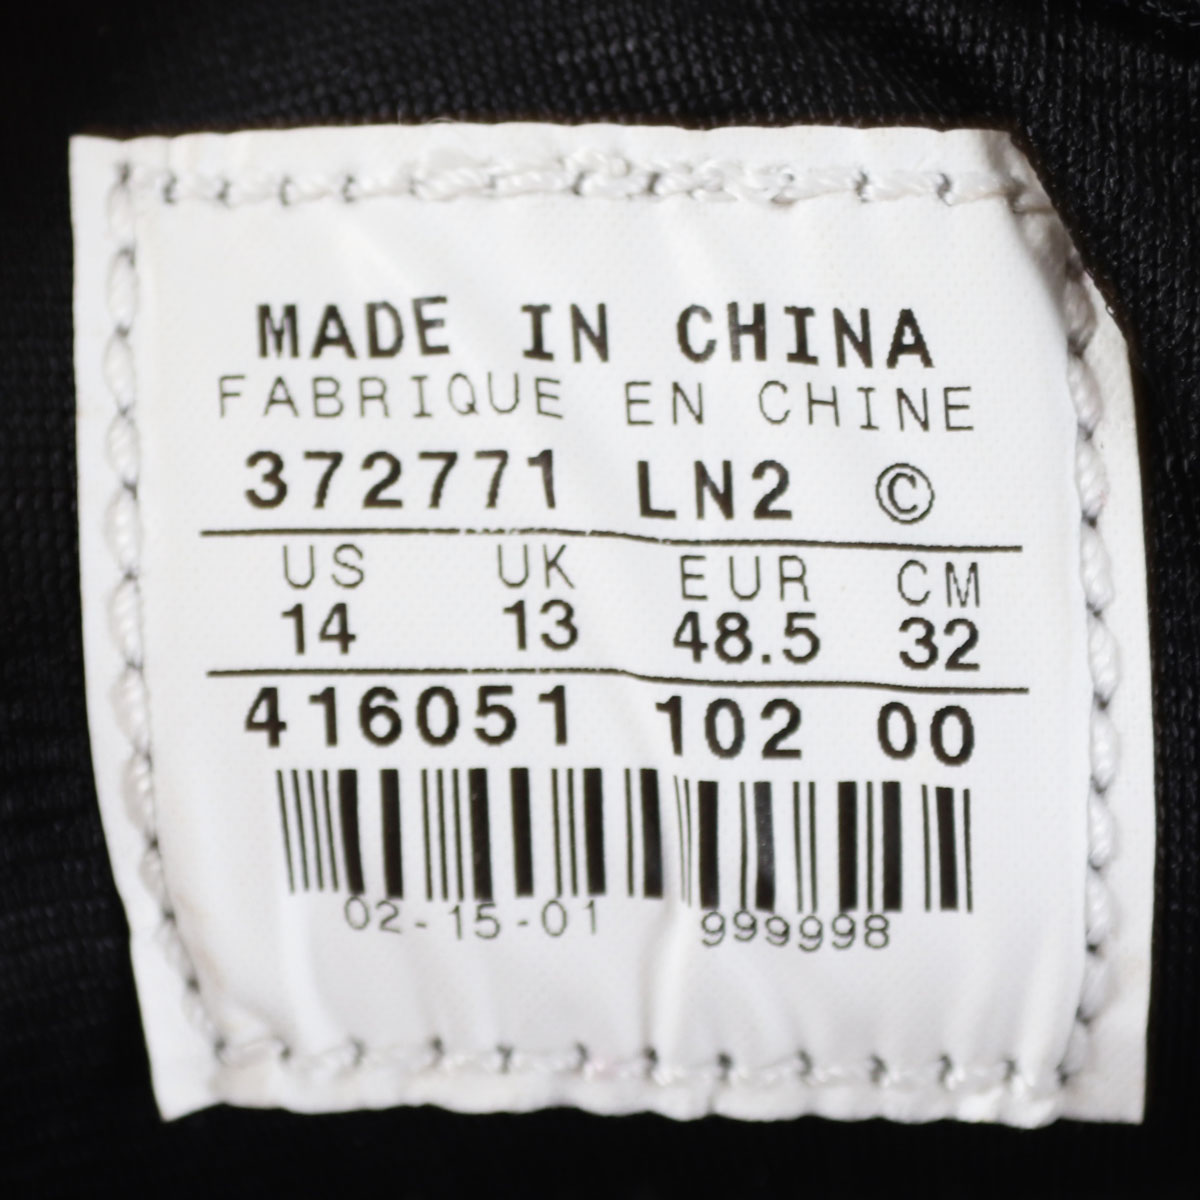 MADE IN CHINA
FABRIQUE EN CHINE
372771 LN2 ©
US UK EUR CM
14 13 48.5 32
416051 102 00
02-15-01 999998